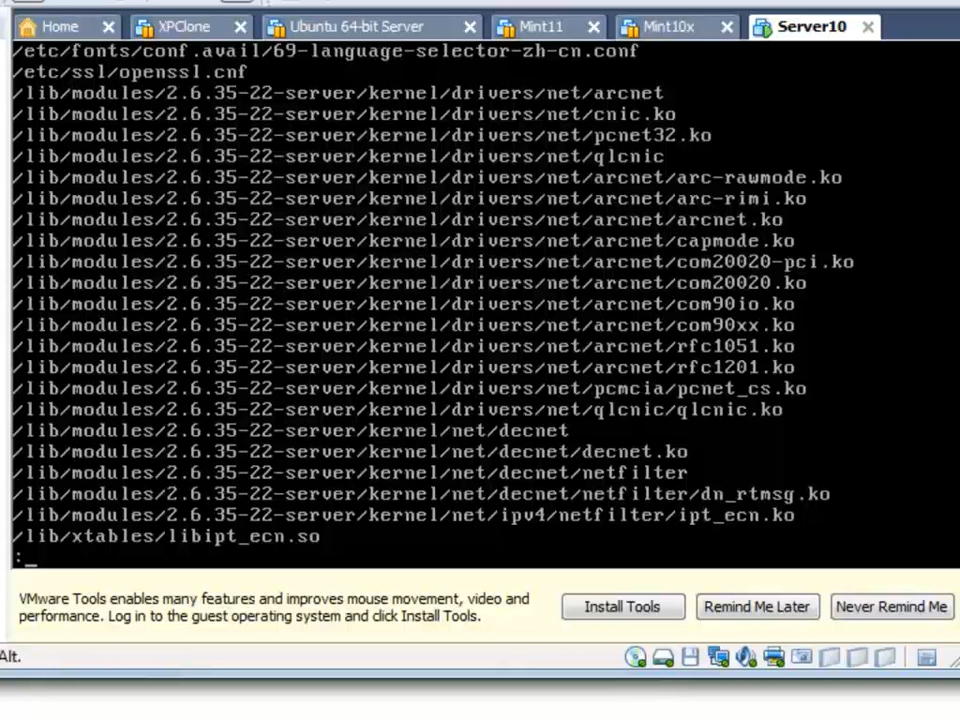 Home XPClone Ubuntu 64-bit Server Mint11 Mint10x Server10
/etc/fonts/conf.avail/69-language-selector-zh-cn.conf
/etc/ssl/openssl.cnf
/lib/modules/2.6.35-22-server/kernel/drivers/net/arcnet
/lib/modules/2.6.35-22-server/kernel/drivers/net/cnic.ko
/lib/modules/2.6.35-22-server/kernel/drivers/net/pcnet32.ko
/lib/modules/2.6.35-22-server/kernel/drivers/net/qlcnic
/lib/modules/2.6.35-22-server/kernel/drivers/net/arcnet/arc-rawmode.ko
/lib/modules/2.6.35-22-server/kernel/drivers/net/arcnet/arc-rimi.ko
/lib/modules/2.6.35-22-server/kernel/drivers/net/arcnet/arcnet.ko
/lib/modules/2.6.35-22-server/kernel/drivers/net/arcnet/capmode.ko
/lib/modules/2.6.35-22-server/kernel/drivers/net/arcnet/com20020-pci.ko
/lib/modules/2.6.35-22-server/kernel/drivers/net/arcnet/com20020.ko
/lib/modules/2.6.35-22-server/kernel/drivers/net/arcnet/com90io.ko
/lib/modules/2.6.35-22-server/kernel/drivers/net/arcnet/com90xx.ko
/lib/modules/2.6.35-22-server/kernel/drivers/net/arcnet/rfc1051.ko
/lib/modules/2.6.35-22-server/kernel/drivers/net/arcnet/rfc1201.ko
/lib/modules/2.6.35-22-server/kernel/drivers/net/pcmcia/pcnet_cs.ko
/lib/modules/2.6.35-22-server/kernel/drivers/net/qlcnic/qlcnic.ko
/lib/modules/2.6.35-22-server/kernel/net/decnet
/lib/modules/2.6.35-22-server/kernel/net/decnet/decnet.ko
/lib/modules/2.6.35-22-server/kernel/net/decnet/netfilter
/lib/modules/2.6.35-22-server/kernel/net/decnet/netfilter/dn_rtmsg.ko
/lib/modules/2.6.35-22-server/kernel/net/ipv4/netfilter/ipt_ecn.ko
/lib/xtables/libipt_ecn.so
:_
VMware Tools enables many features and improves mouse movement, video and
performance. Log in to the guest operating system and click Install Tools.
Install Tools Remind Me Later Never Remind Me
Alt.